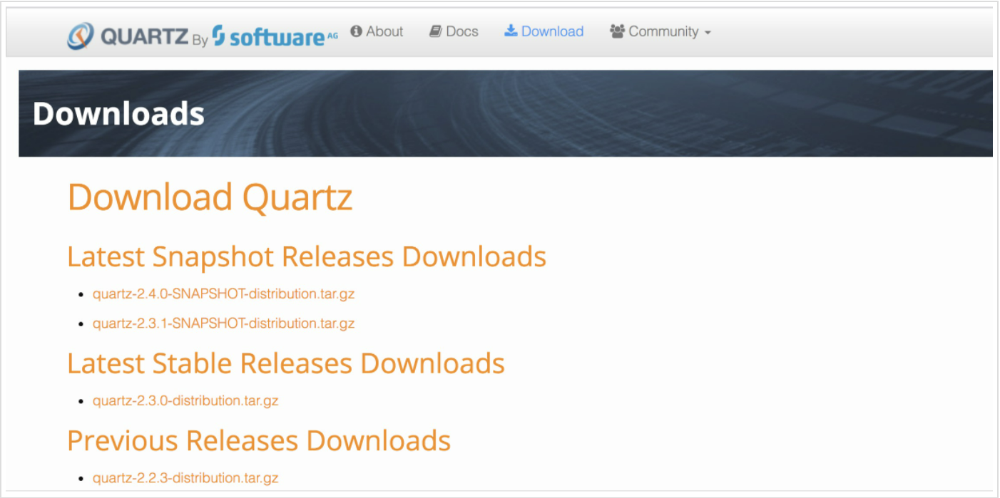 QUARTZ By software AG About Docs Download Community
Downloads
Download Quartz
Latest Snapshot Releases Downloads
quartz-2.4.0-SNAPSHOT-distribution.tar.gz
quartz-2.3.1-SNAPSHOT-distribution.tar.gz
Latest Stable Releases Downloads
quartz-2.3.0-distribution.tar.gz
Previous Releases Downloads
quartz-2.2.3-distribution.tar.gz